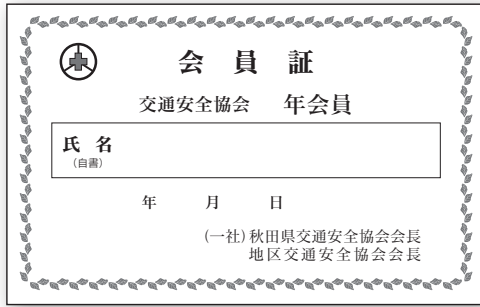 会員証
交通安全協会 年会員
氏名
(自書)
年 月 日
(一社)秋田県交通安全協会会長
地区交通安全協会会長